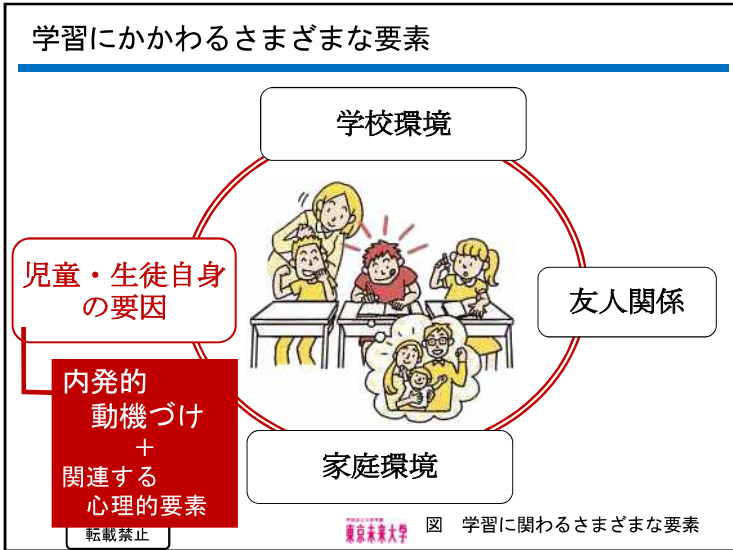 学習にかかわるさまざまな要素
学校環境
児童・生徒自身
の要因
友人関係
内発的
動機づけ
+
関連する
心理的要素
家庭環境
転載禁止
東京未来大学
図 学習に関わるさまざまな要素